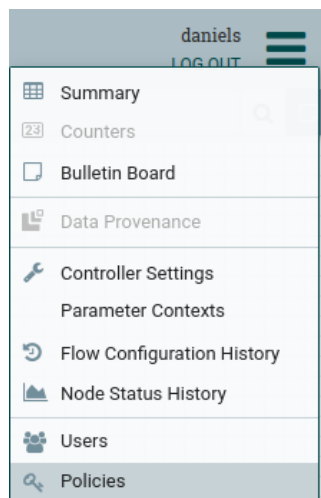 daniels
LOG OUT
Summary
23 Counters
Bulletin Board
Data Provenance
Controller Settings
Parameter Contexts
Flow Configuration History
Node Status History
Users
Policies